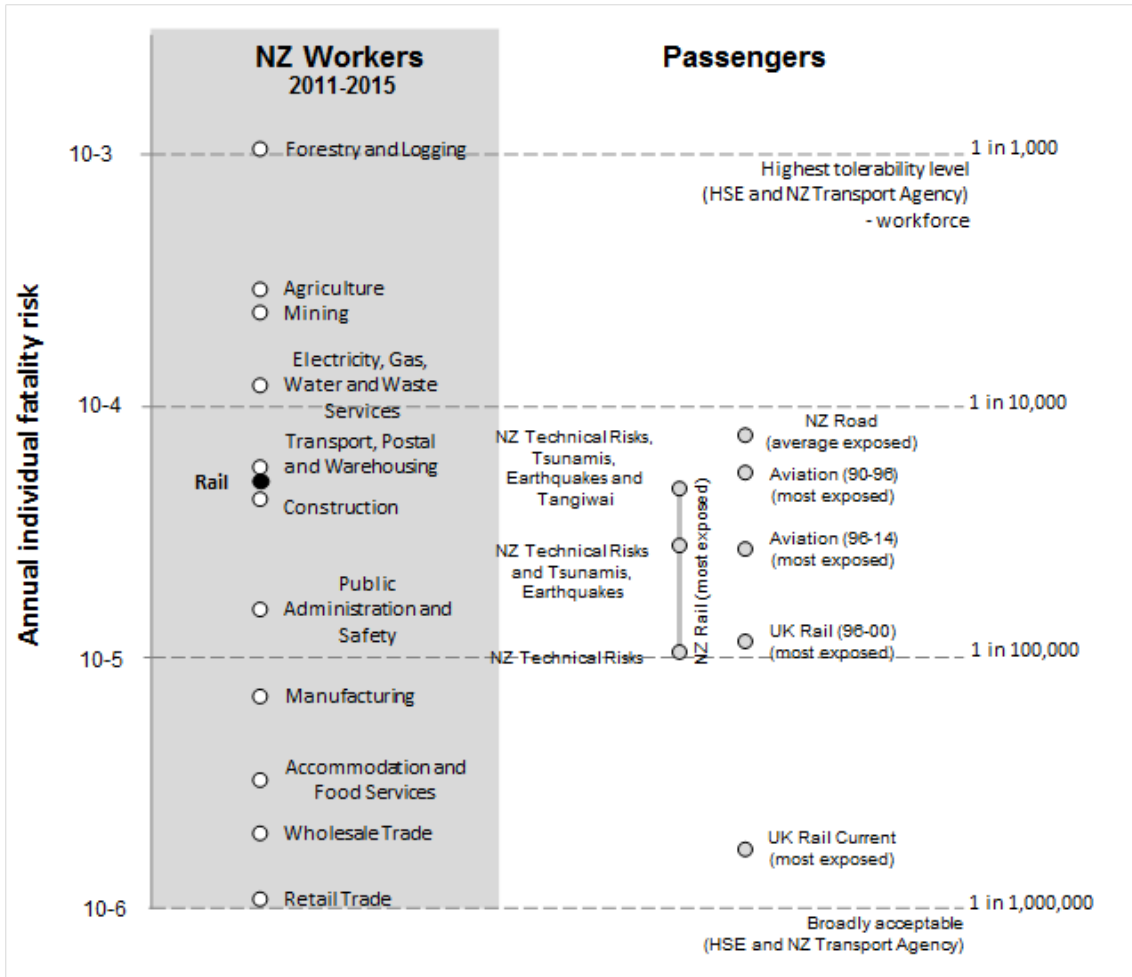 NZ Workers
2011-2015
Passengers
Annual individual fatality risk
10-3
Forestry and Logging
1 in 1,000
Highest tolerability level
(HSE and NZ Transport Agency)
- workforce
Agriculture
Mining
Electricity, Gas,
Water and Waste
Services
10-4
1 in 10,000
Transport, Postal
and Warehousing
Rail
Construction
NZ Technical Risks,
Tsunamis,
Earthquakes and
Tangiwai
NZ Road
(average exposed)
Aviation (90-96)
(most exposed)
NZ Rail (most exposed)
NZ Technical Risks
and Tsunamis,
Earthquakes
Aviation (96-14)
(most exposed)
Public
Administration and
Safety
UK Rail (96-00)
(most exposed)
10-5
NZ Technical Risks
1 in 100,000
Manufacturing
Accommodation and
Food Services
Wholesale Trade
UK Rail Current
(most exposed)
Retail Trade
10-6
1 in 1,000,000
Broadly acceptable
(HSE and NZ Transport Agency)